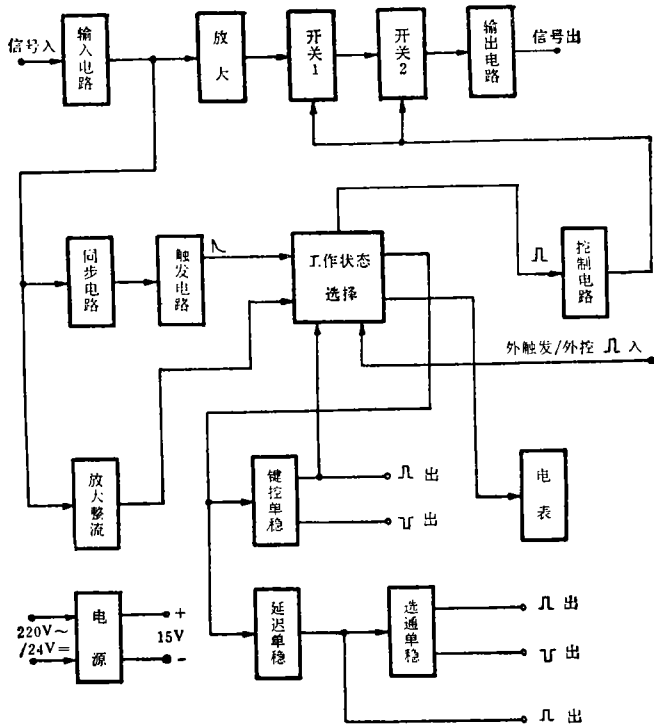 信号入
输入电路
放大
开关1
开关2
输出电路
信号出
同步电路
触发电路
工作状态
选择
控制电路
外触发/外控 入
放大整流
键控单稳
出
出
电表
220V~
/24V=
电源
+
15V
-
延迟单稳
选通单稳
出
出
出